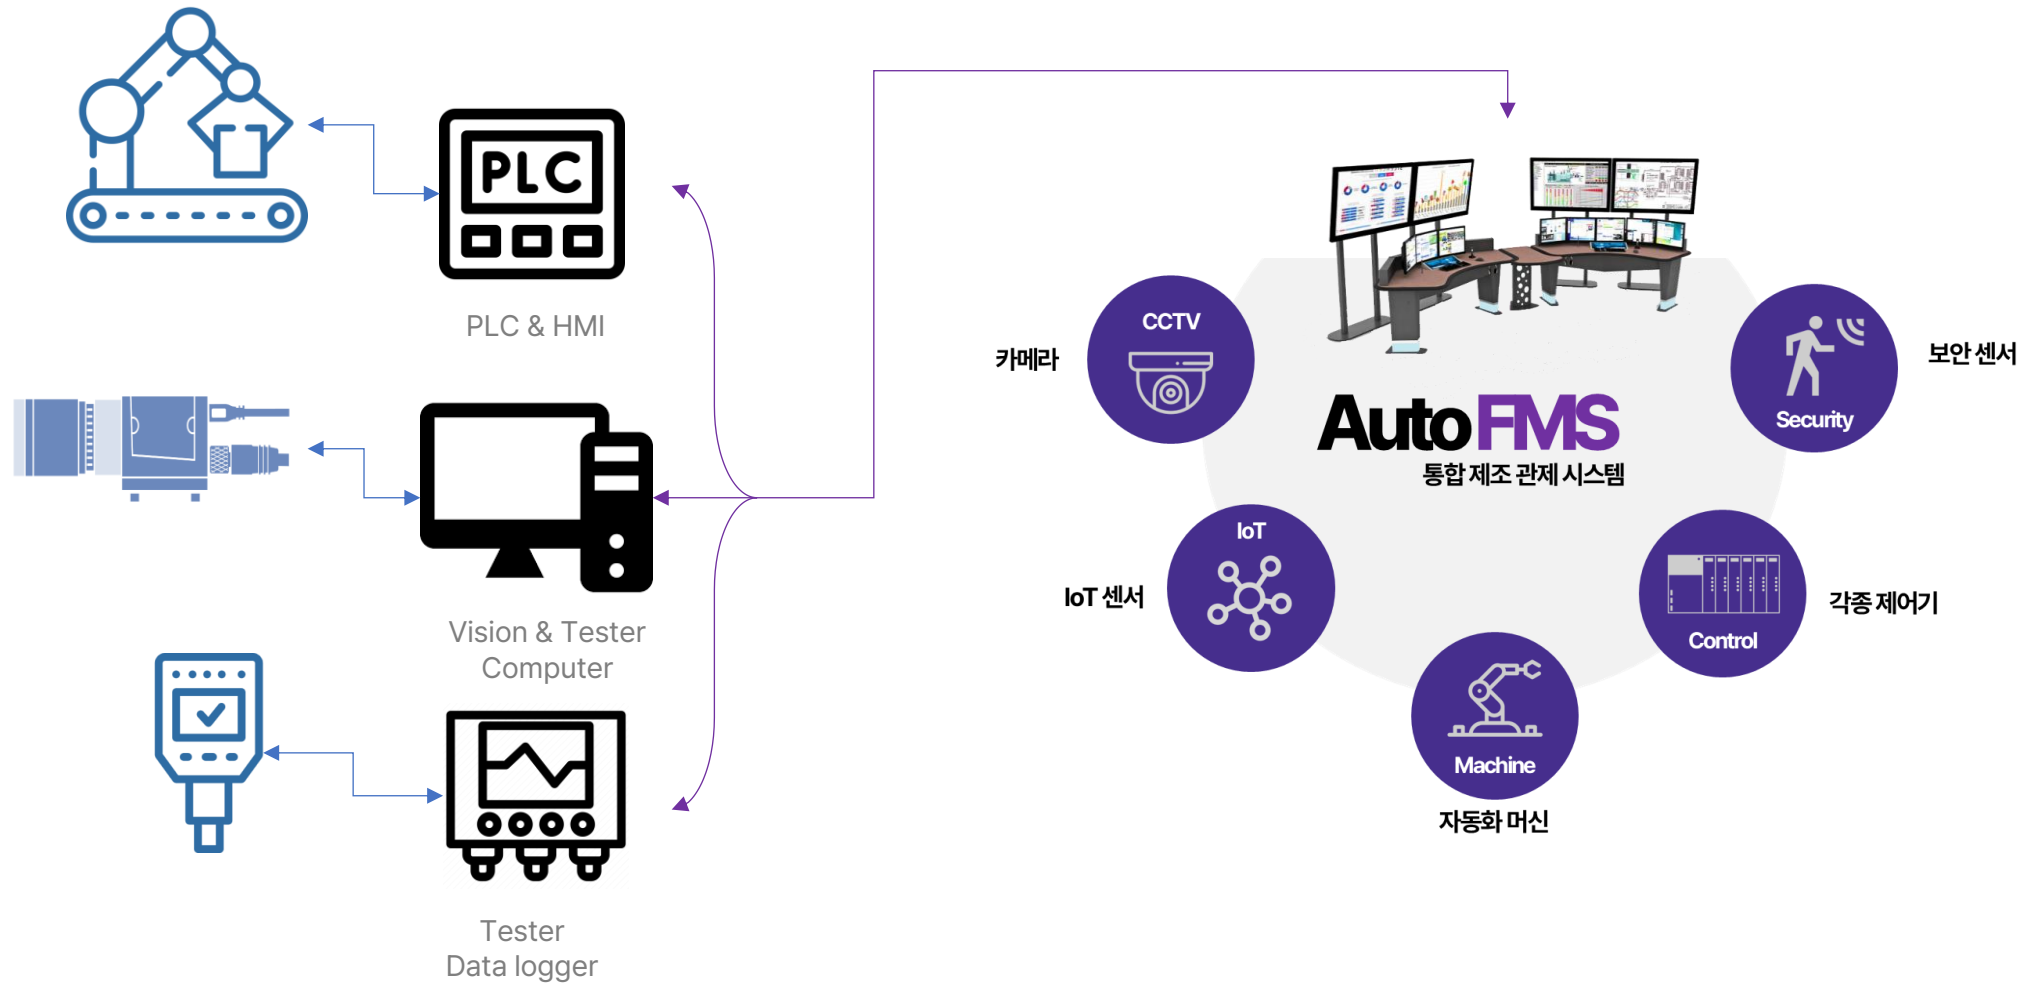 PLC
PLC & HMI
Vision & Tester
Computer
Tester
Data logger
CCTV
카메라
Security
보안 센서
AutoFMS
통합 제조 관제 시스템
IoT
IoT 센서
Control
각종 제어기
Machine
자동화 머신